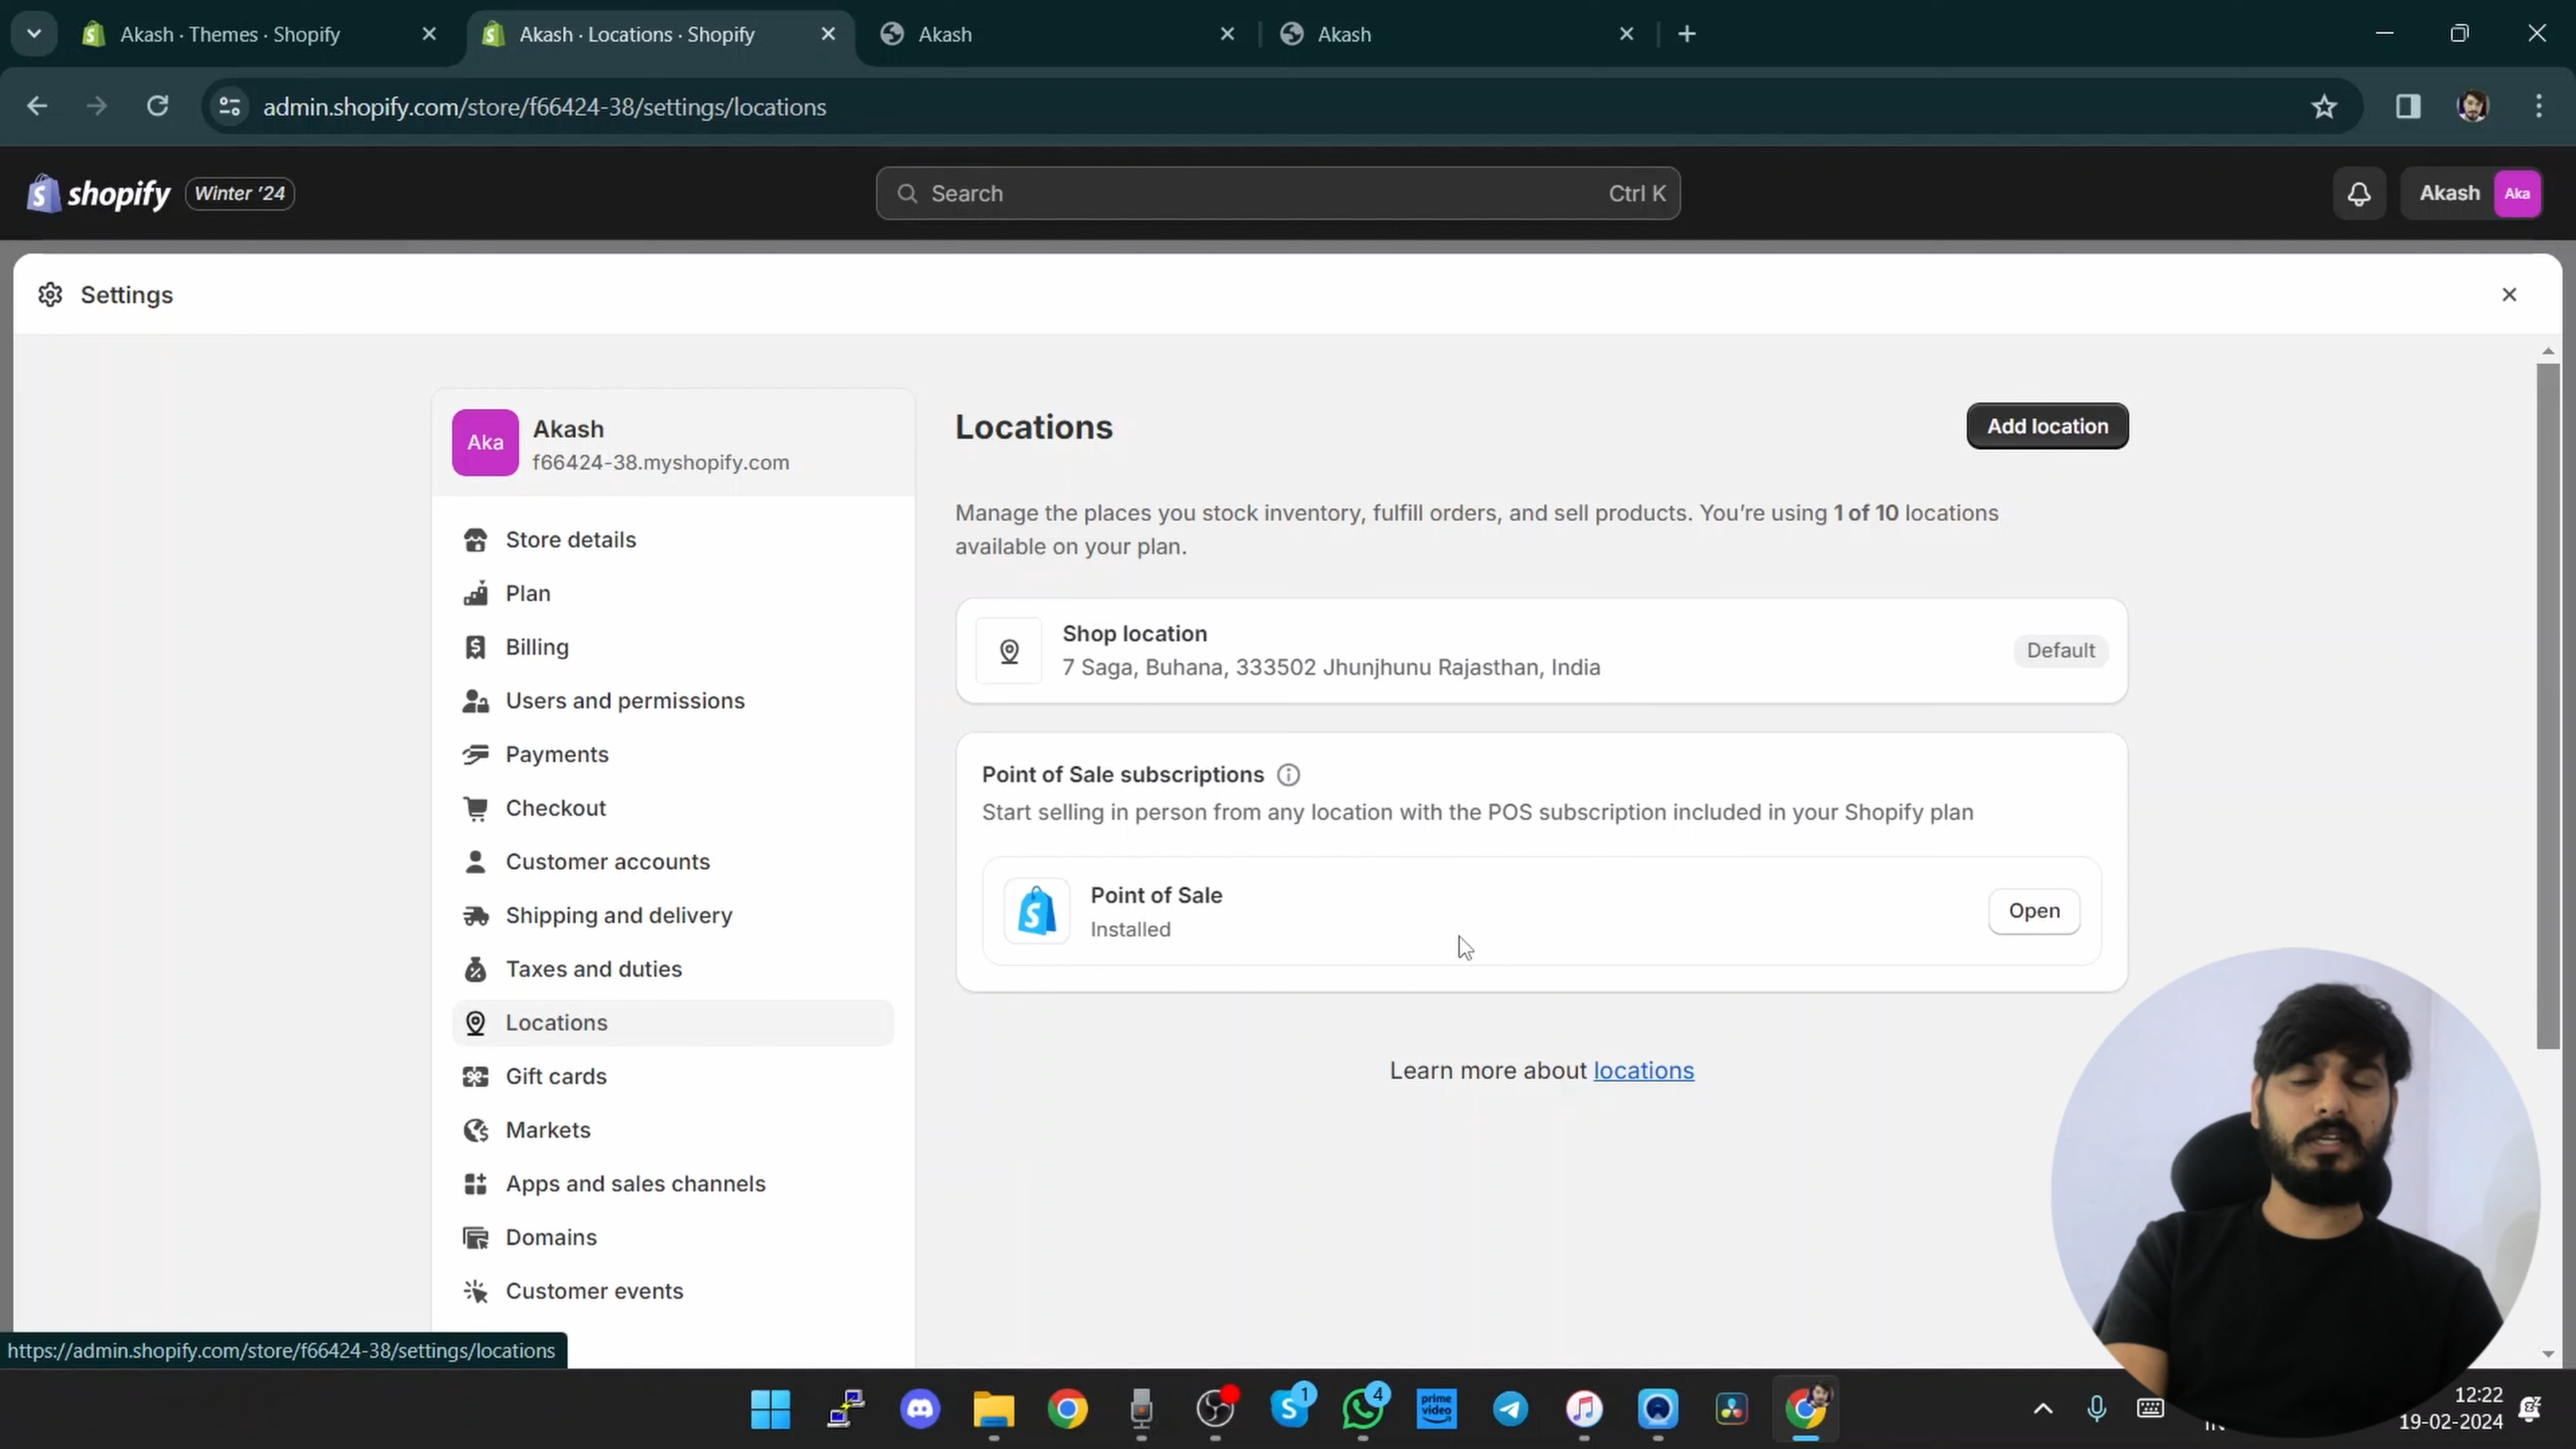 Akash · Themes · Shopify
Akash · Locations · Shopify
Akash
Akash
admin.shopify.com/store/f66424-38/settings/locations
shopify
Winter '24
Search
Ctrl K
Akash
Aka
Settings
Aka
Akash
f66424-38.myshopify.com
Store details
Plan
Billing
Users and permissions
Payments
Checkout
Customer accounts
Shipping and delivery
Taxes and duties
Locations
Gift cards
Markets
Apps and sales channels
Domains
Customer events
Locations
Add location
Manage the places you stock inventory, fulfill orders, and sell products. You're using 1 of 10 locations
available on your plan.
Shop location
7 Saga, Buhana, 333502 Jhunjhunu Rajasthan, India
Default
Point of Sale subscriptions
Start selling in person from any location with the POS subscription included in your Shopify plan
Point of Sale
Installed
Open
Learn more about locations
https://admin.shopify.com/store/f66424-38/settings/locations
1
4
prime
video
12:22
19-02-2024